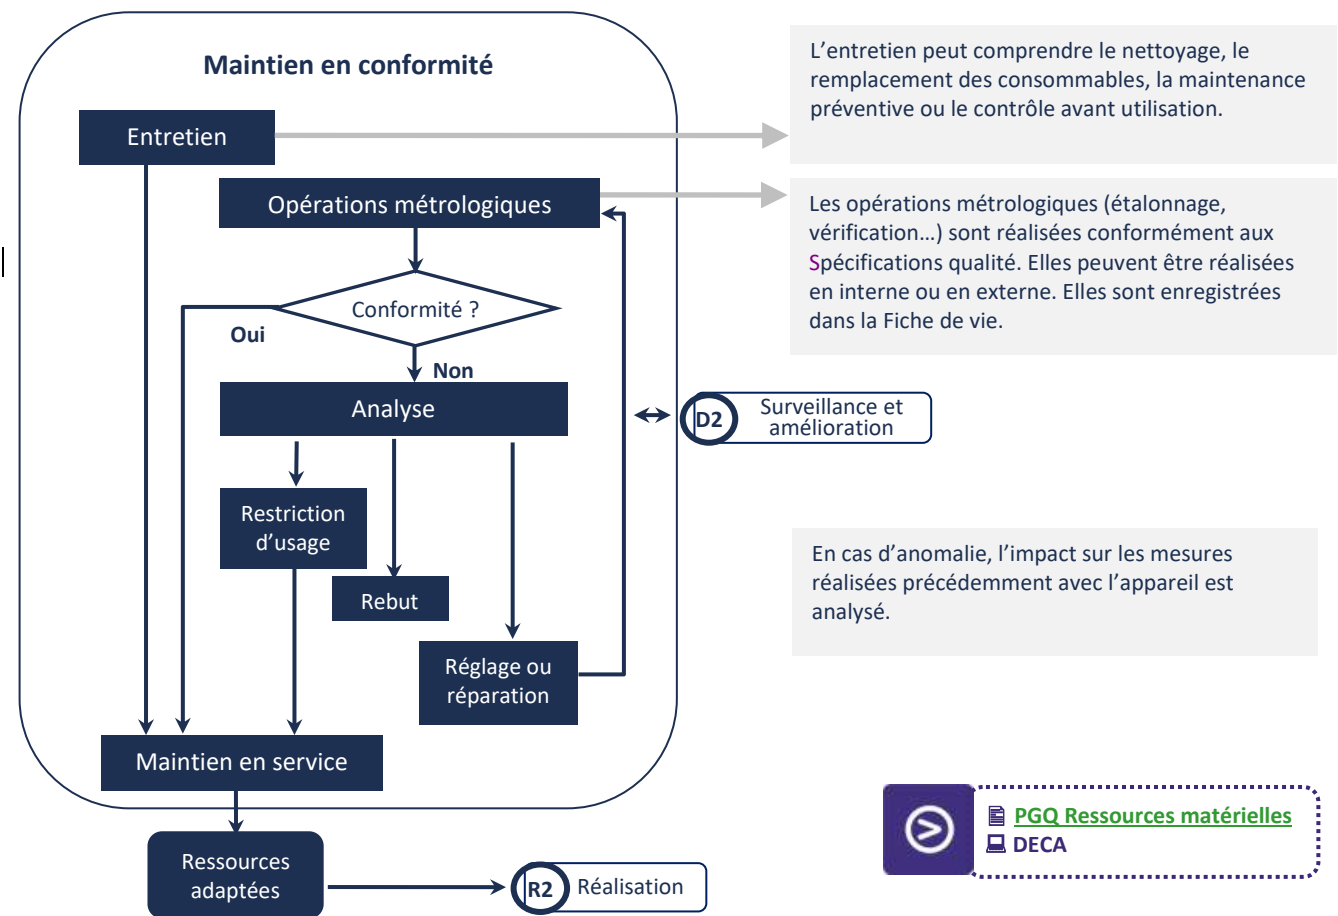 Maintien en conformité
Entretien
L’entretien peut comprendre le nettoyage, le
remplacement des consommables, la maintenance
préventive ou le contrôle avant utilisation.
Opérations métrologiques
Les opérations métrologiques (étalonnage,
vérification…) sont réalisées conformément aux
Spécifications qualité. Elles peuvent être réalisées
en interne ou en externe. Elles sont enregistrées
dans la Fiche de vie.
Conformité ?
Oui
Non
Analyse
D2
Surveillance et
amélioration
Restriction
d’usage
Rebut
Réglage ou
réparation
En cas d’anomalie, l’impact sur les mesures
réalisées précédemment avec l’appareil est
analysé.
Maintien en service
Ressources
adaptées
R2
Réalisation
PGQ Ressources matérielles
DECA